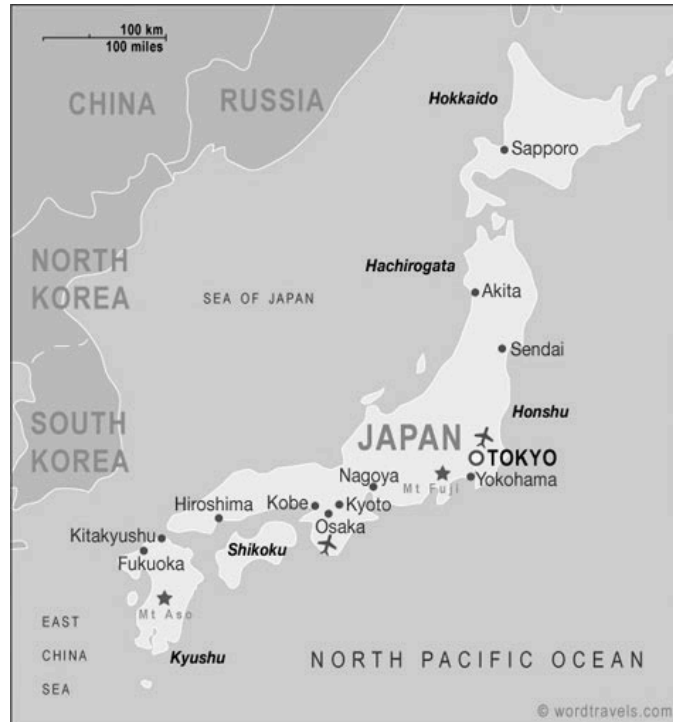 100 km
100 miles
CHINA
RUSSIA
Hokkaido
Sapporo
NORTH
KOREA
Hachirogata
SEA OF JAPAN
Akita
Sendai
SOUTH
KOREA
Honshu
JAPAN
TOKYO
Nagoya
Mt Fuji
Yokohama
Hiroshima
Kobe
Kyoto
Osaka
Kitakyushu
Shikoku
Fukuoka
Mt Aso
EAST
CHINA
SEA
Kyushu
NORTH PACIFIC OCEAN
© wordtravels.com